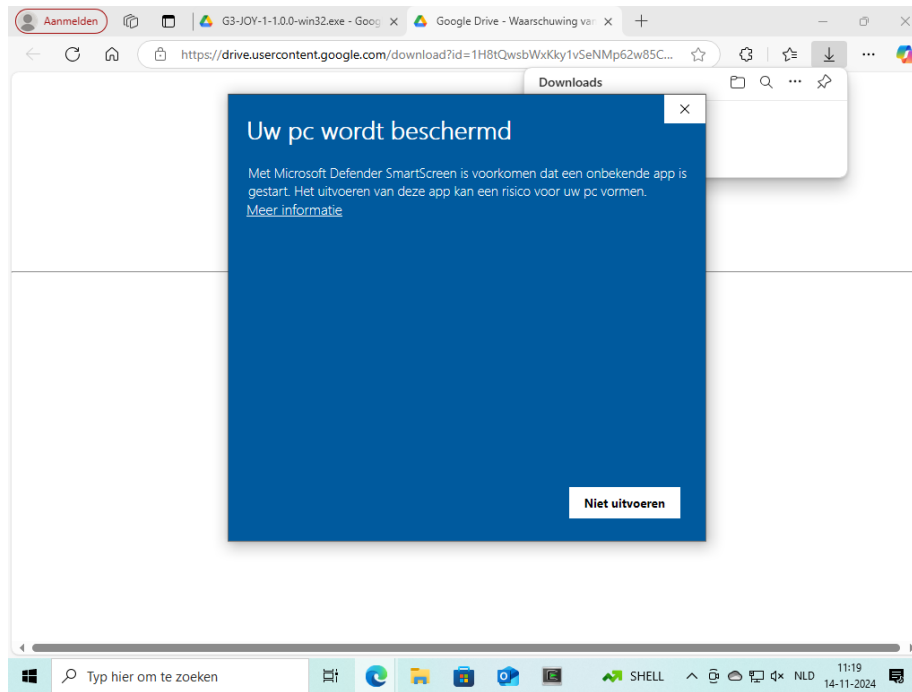 Aanmelden
G3-JOY-1-1.0.0-win32.exe - Goog
Google Drive - Waarschuwing van
https://drive.usercontent.google.com/download?id=1H8tQwsbWxKky1vSeNMp62w85C...
Downloads
Uw pc wordt beschermd
Met Microsoft Defender SmartScreen is voorkomen dat een onbekende app is
gestart. Het uitvoeren van deze app kan een risico voor uw pc vormen.
Meer informatie
Niet uitvoeren
Typ hier om te zoeken
SHELL
NLD
11:19
14-11-2024